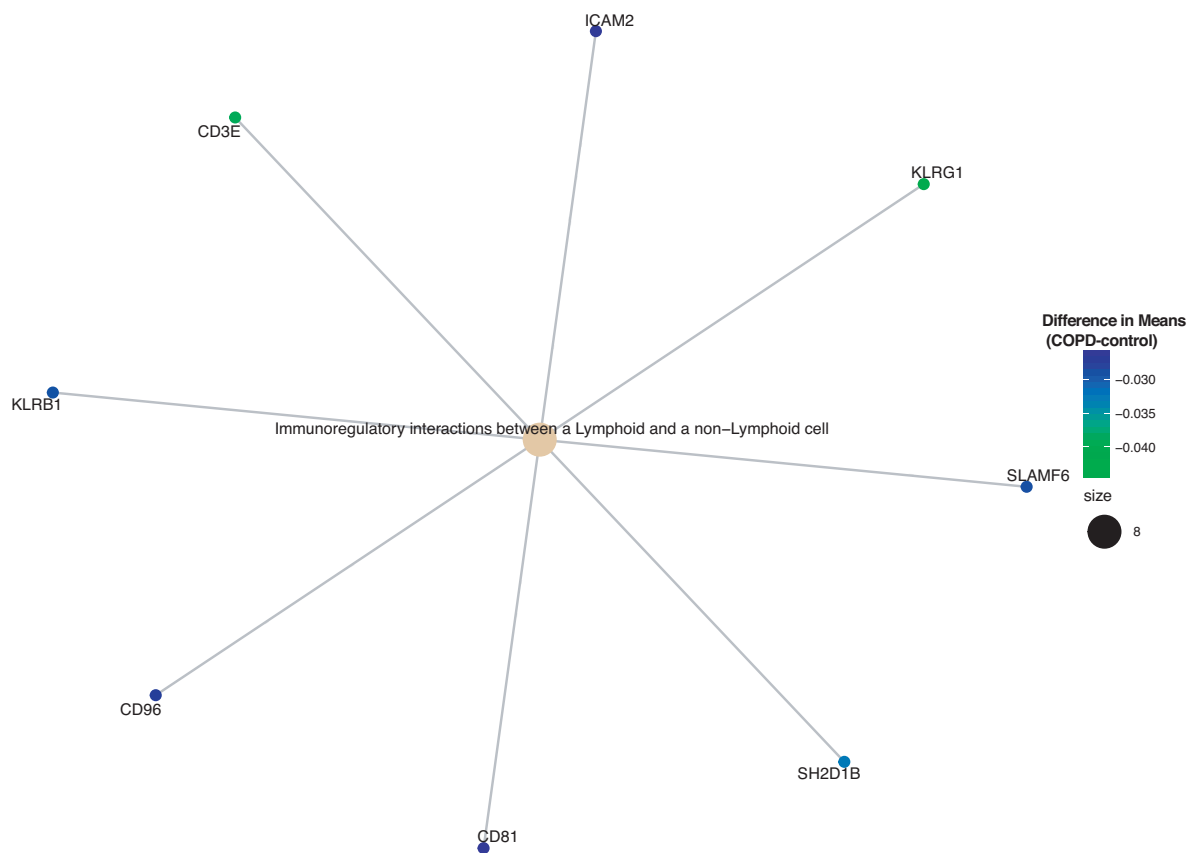 ICAM2
CD3E
KLRG1
Difference in Means
(COPD-control)
−0.030
−0.035
−0.040
KLRB1
Immunoregulatory interactions between a Lymphoid and a non−Lymphoid cell
SLAMF6
size
8
CD96
SH2D1B
CD81